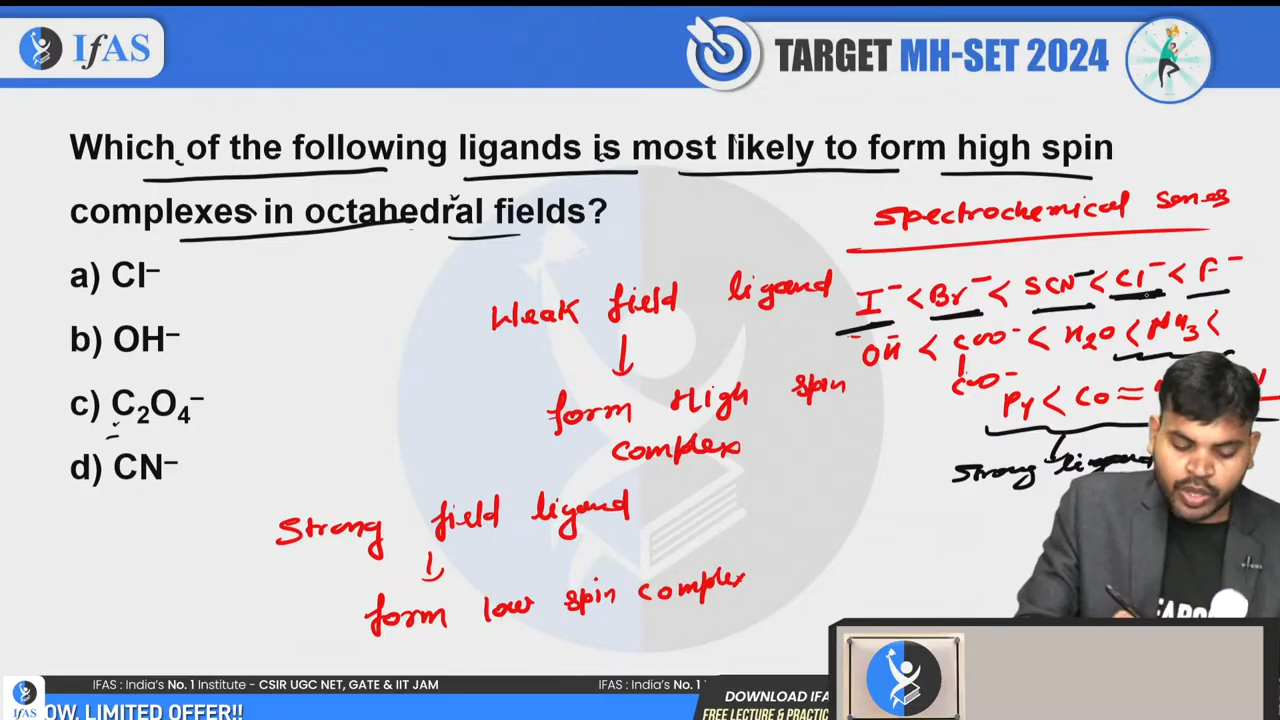 IfAS
TARGET MH-SET 2024
Which of the following ligands is most likely to form high spin
complexes in octahedral fields?
a) Cl⁻
b) OH⁻
c) C₂O₄⁻
d) CN⁻
Spectrochemical
I⁻ < Br⁻ < SCN⁻ < Cl⁻ < F⁻
⁻OH < COO⁻ < H₂O < NH₃ <
COO⁻
Py < CO ≈
Strong
Weak field ligand
↓
form High spin
complex
Strong field ligand
↓
form low spin complex
IFAS : India's No. 1 Institute - CSIR UGC NET, GATE & IIT JAM
IFAS : India's No. 1
DOWNLOAD IFA
FREE LECTURE & PRACTIC
IFAS
OW. LIMITED OFFER!!